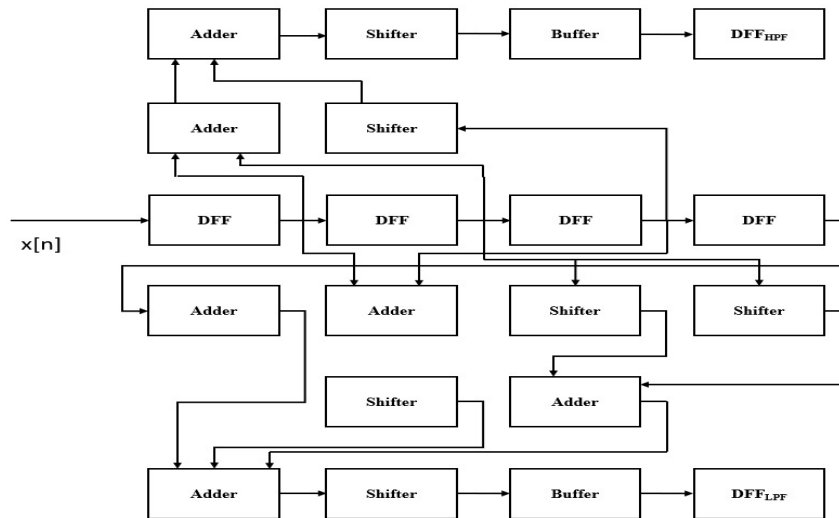 Adder Shifter Buffer DFFHPF
Adder Shifter
DFF DFF DFF DFF
x[n]
Adder Adder Shifter Shifter
Shifter Adder
Adder Shifter Buffer DFFLPF